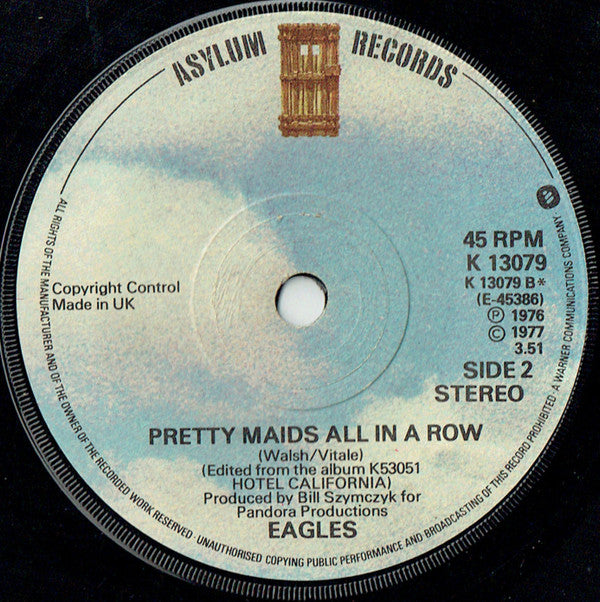 ASYLUM RECORDS
45 RPM
K 13079
K 13079 B*
(E-45386)
Ⓟ 1976
© 1977
3.51
SIDE 2
STEREO
Copyright Control
Made in UK
PRETTY MAIDS ALL IN A ROW
(Walsh/Vitale)
(Edited from the album K53051
HOTEL CALIFORNIA)
Produced by Bill Szymczyk for
Pandora Productions
EAGLES
ALL RIGHTS OF THE MANUFACTURER AND OF THE OWNER OF THE RECORDED WORK RESERVED · UNAUTHORISED COPYING PUBLIC PERFORMANCE AND BROADCASTING OF THIS RECORD PROHIBITED · A WARNER COMMUNICATIONS COMPANY